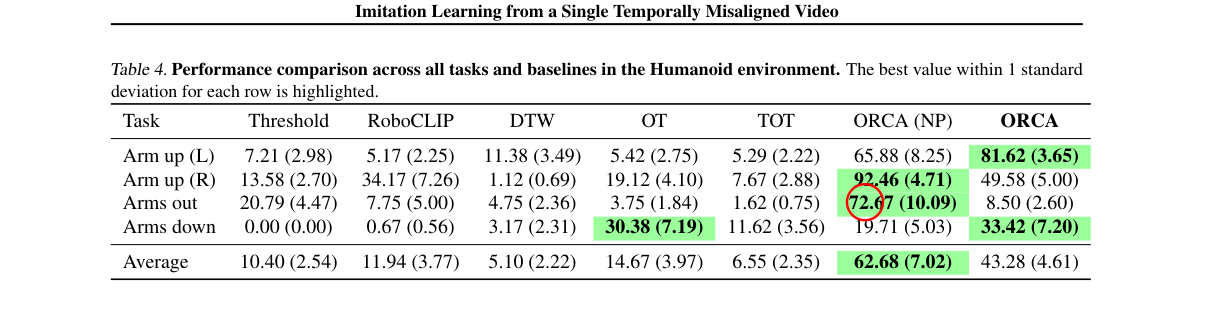 Imitation Learning from a Single Temporally Misaligned Video
Table 4. Performance comparison across all tasks and baselines in the Humanoid environment. The best value within 1 standard
deviation for each row is highlighted.
Task Threshold RoboCLIP DTW OT TOT ORCA (NP) ORCA
Arm up (L) 7.21 (2.98) 5.17 (2.25) 11.38 (3.49) 5.42 (2.75) 5.29 (2.22) 65.88 (8.25) 81.62 (3.65)
Arm up (R) 13.58 (2.70) 34.17 (7.26) 1.12 (0.69) 19.12 (4.10) 7.67 (2.88) 92.46 (4.71) 49.58 (5.00)
Arms out 20.79 (4.47) 7.75 (5.00) 4.75 (2.36) 3.75 (1.84) 1.62 (0.75) 72.67 (10.09) 8.50 (2.60)
Arms down 0.00 (0.00) 0.67 (0.56) 3.17 (2.31) 30.38 (7.19) 11.62 (3.56) 19.71 (5.03) 33.42 (7.20)
Average 10.40 (2.54) 11.94 (3.77) 5.10 (2.22) 14.67 (3.97) 6.55 (2.35) 62.68 (7.02) 43.28 (4.61)